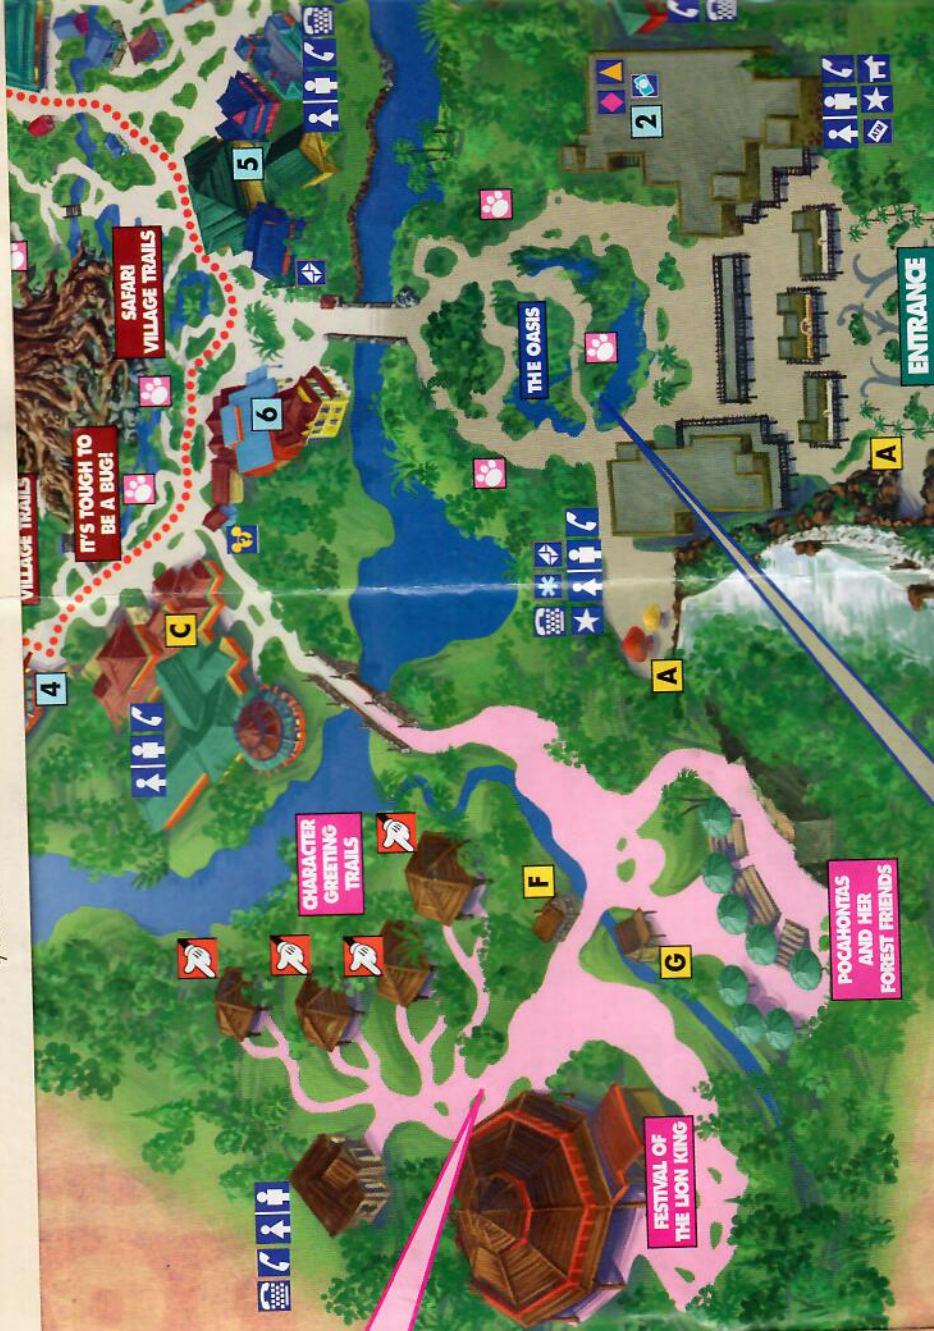 SAFARI
VILLAGE TRAILS
IT'S TOUGH TO
BE A BUG!
VILLAGE TRAILS
THE OASIS
ENTRANCE
CHARACTER
GREETING
TRAILS
POCAHONTAS
AND HER
FOREST FRIENDS
FESTIVAL OF
THE LION KING
2
5
6
4
C
A
A
F
G
ATM